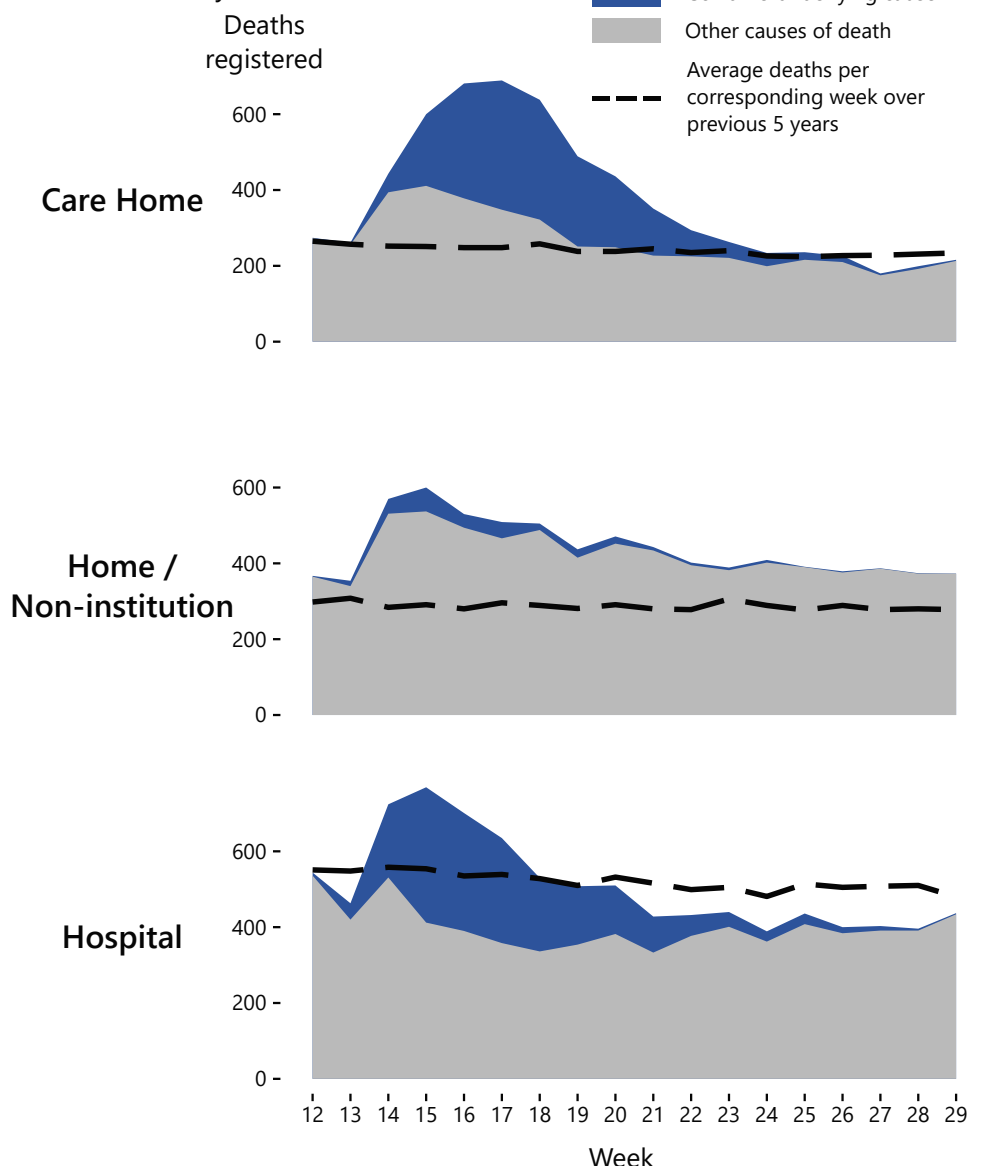 Deaths
registered
Other causes of death
Average deaths per
corresponding week over
previous 5 years
600
400
200
0
Care Home
600
400
200
0
Home /
Non-institution
600
400
200
0
Hospital
12 13 14 15 16 17 18 19 20 21 22 23 24 25 26 27 28 29
Week